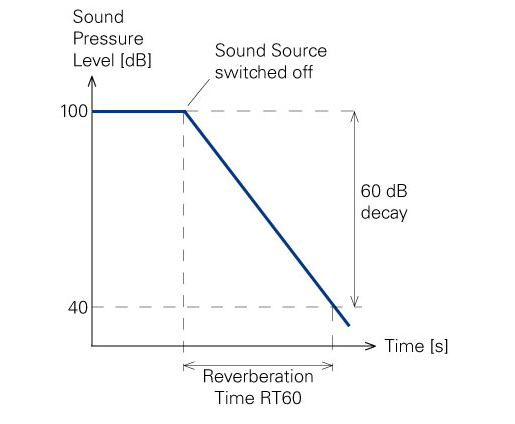 Sound
Pressure
Level [dB]
Sound Source
switched off
100
60 dB
decay
40
Time [s]
Reverberation
Time RT60